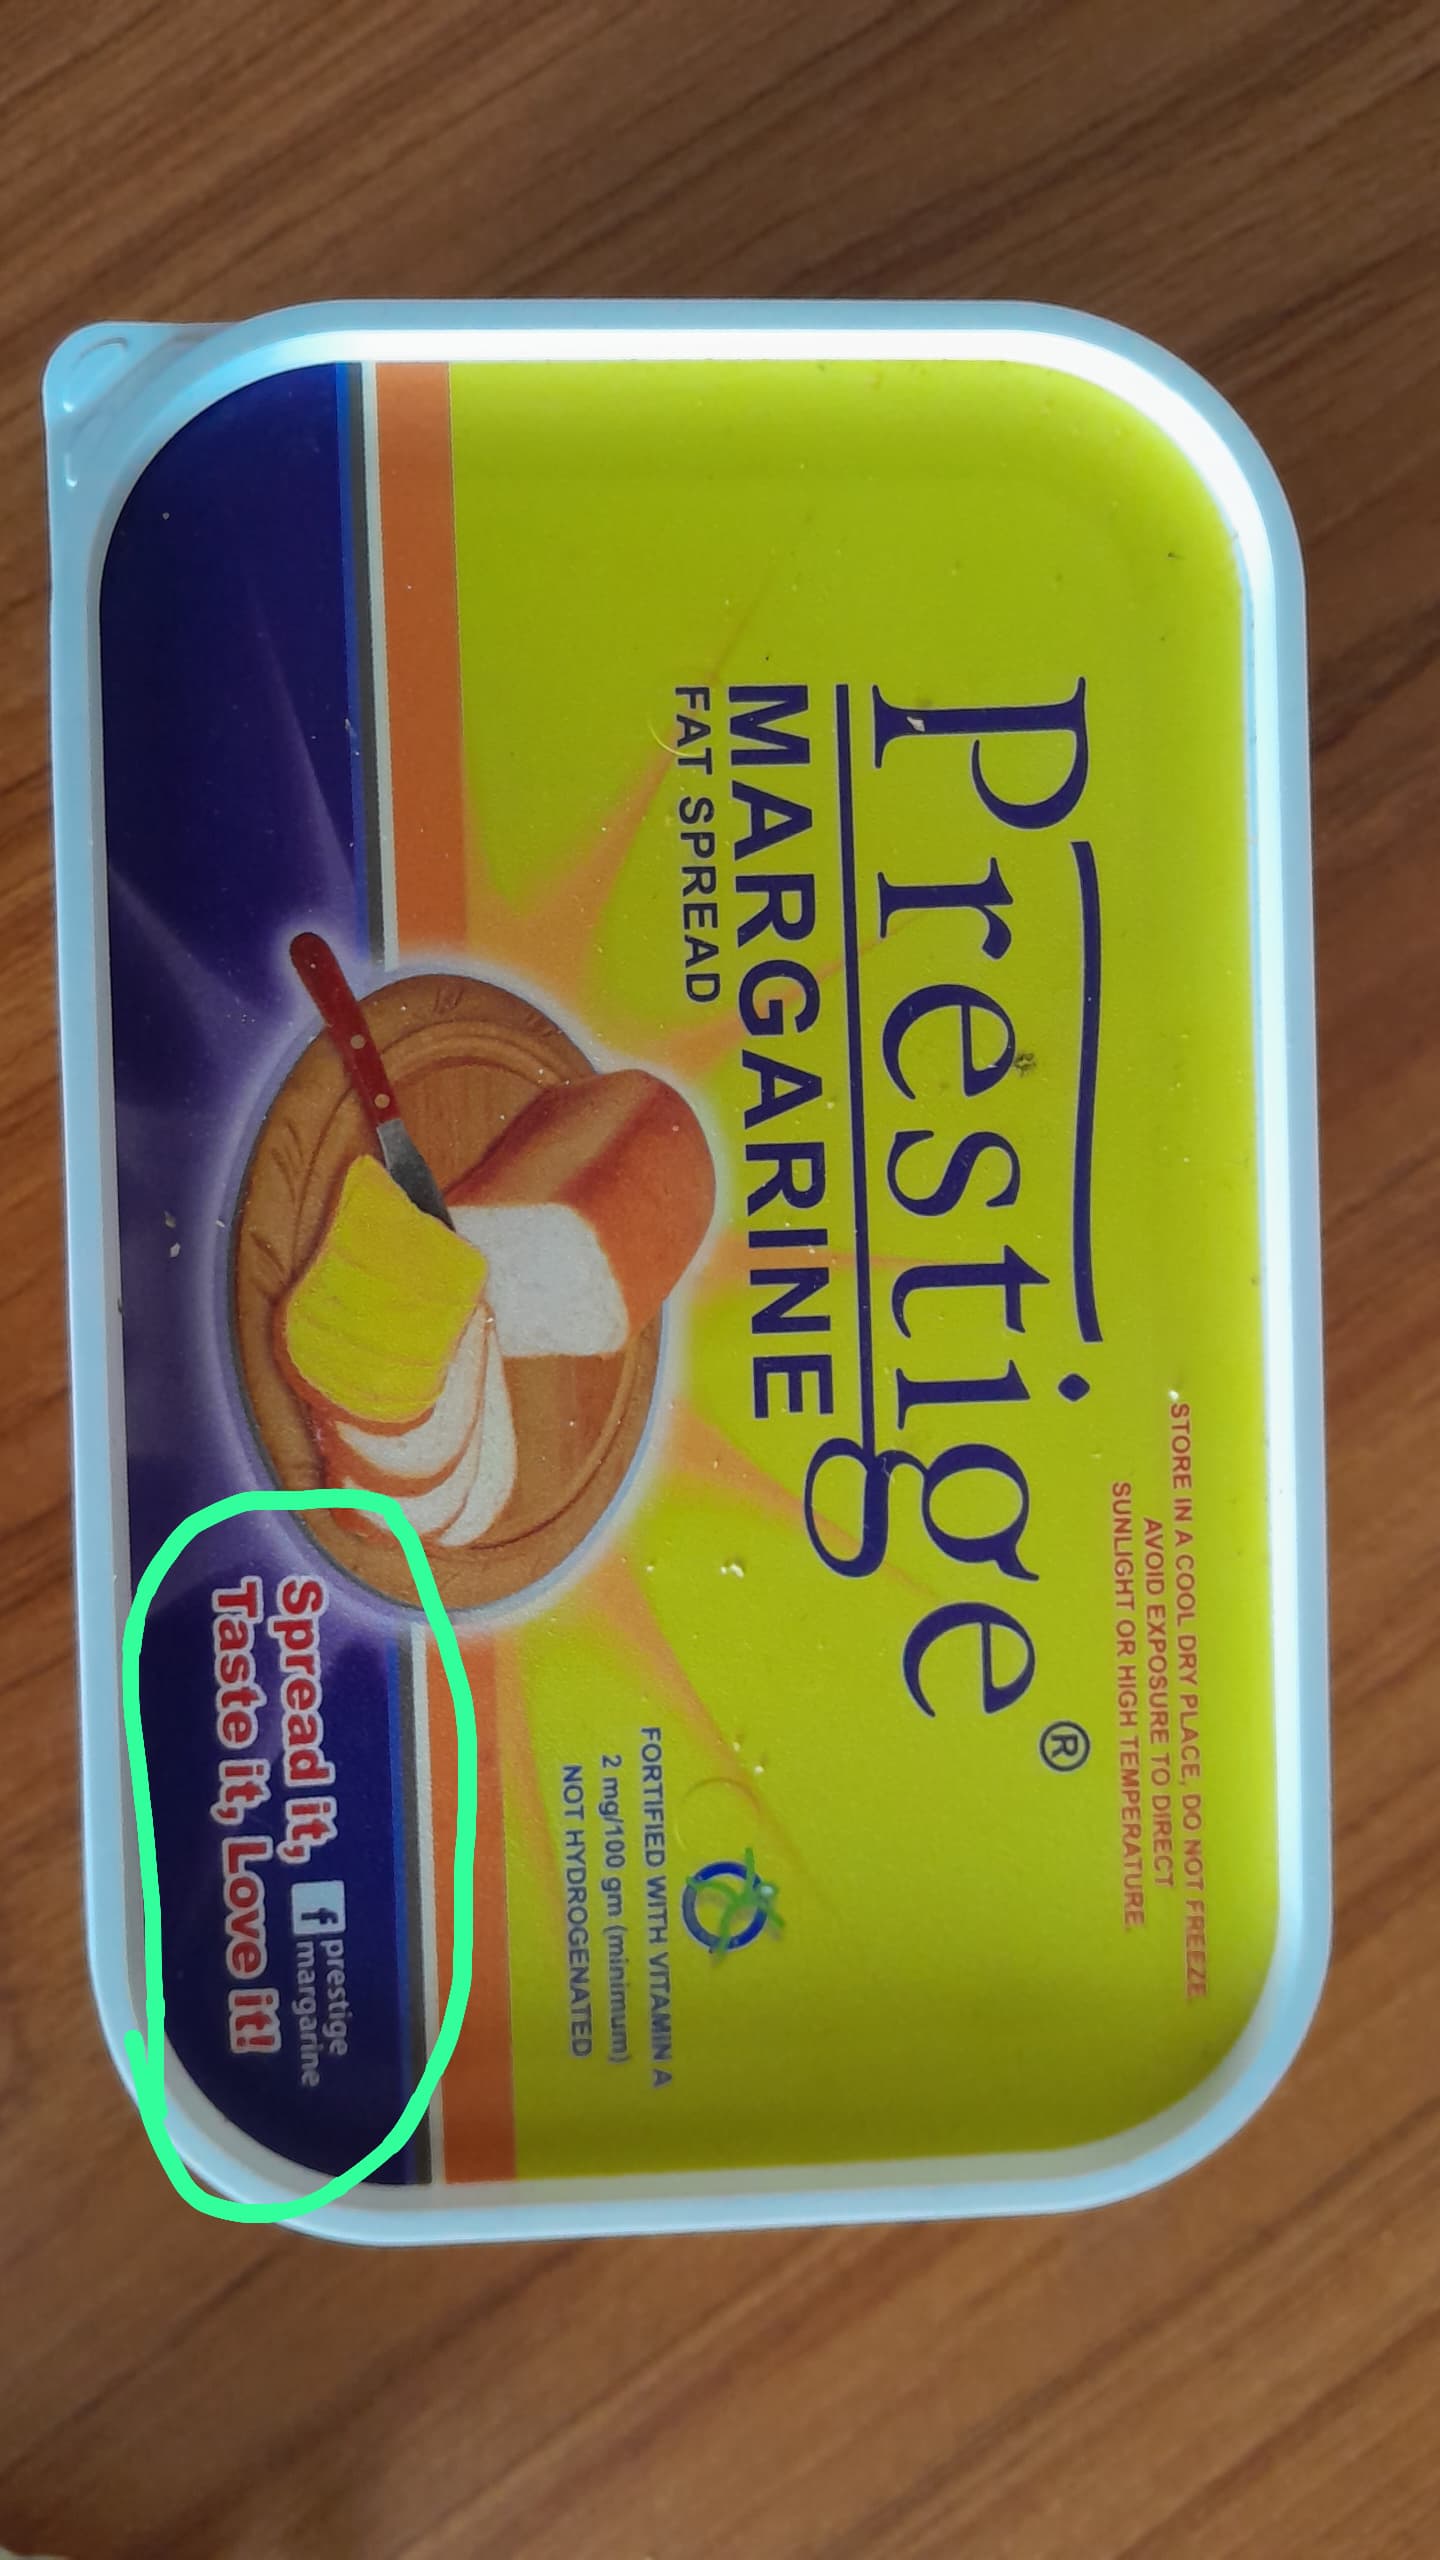 STORE IN A COOL DRY PLACE, DO NOT FREEZE.
AVOID EXPOSURE TO DIRECT
SUNLIGHT OR HIGH TEMPERATURE.
Prestige®
MARGARINE
FAT SPREAD
FORTIFIED WITH VITAMIN A
2 mg/100 gm (minimum)
NOT HYDROGENATED
f prestige
margarine
Spread it,
Taste it, Love it!